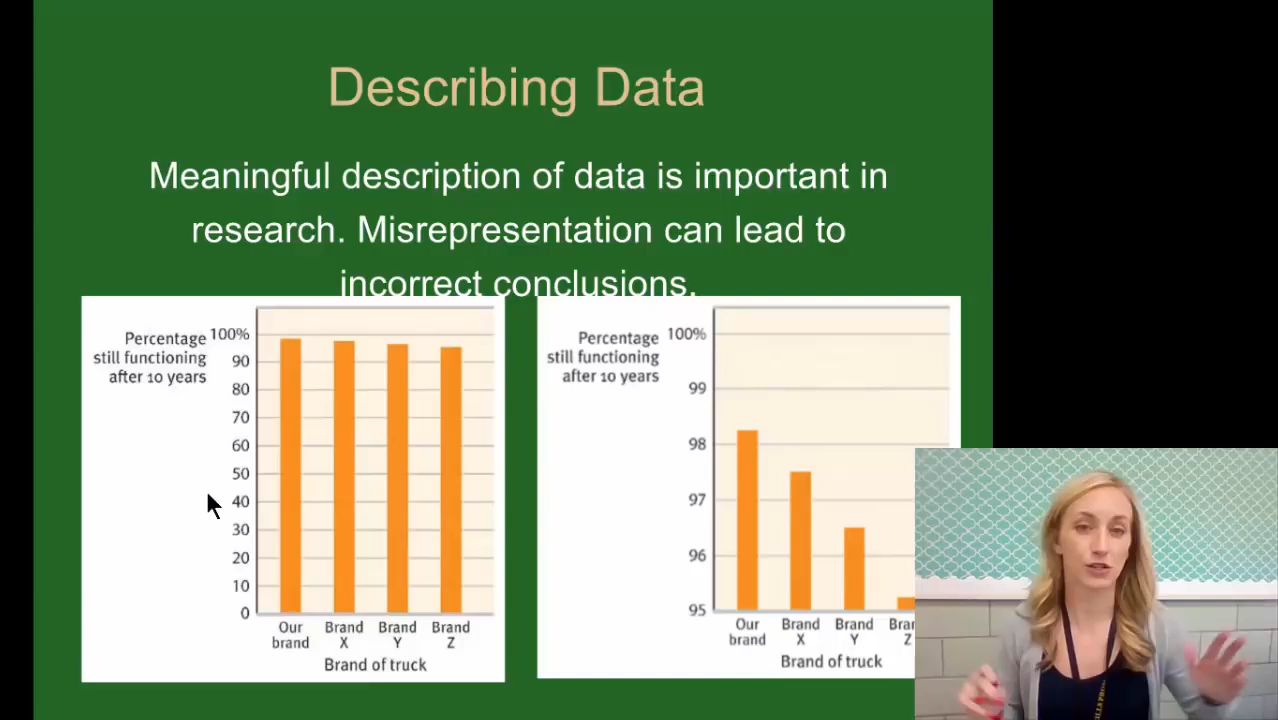 Describing Data
Meaningful description of data is important in
research. Misrepresentation can lead to
incorrect conclusions.
Percentage
still functioning
after 10 years
100%
90
80
70
60
50
40
30
20
10
0
Our
brand
Brand
X
Brand
Y
Brand
Z
Brand of truck
Percentage
still functioning
after 10 years
100%
99
98
97
96
95
Our
brand
Brand
X
Brand
Y
Z
Brand of truck